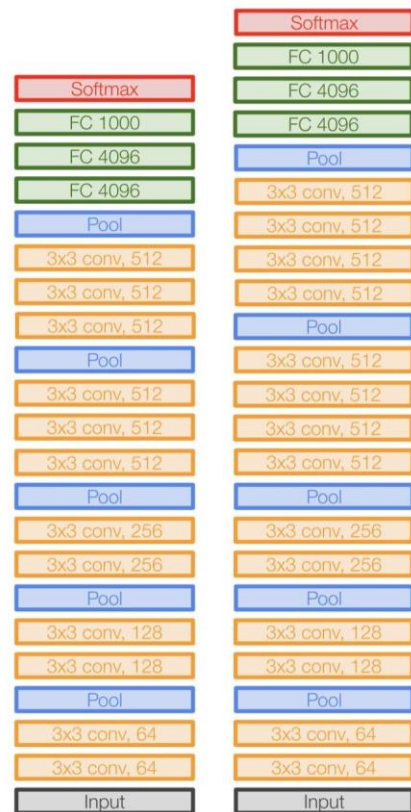 Softmax
FC 1000
FC 4096
FC 4096
Pool
3x3 conv, 512
3x3 conv, 512
3x3 conv, 512
Pool
3x3 conv, 512
3x3 conv, 512
3x3 conv, 512
Pool
3x3 conv, 256
3x3 conv, 256
Pool
3x3 conv, 128
3x3 conv, 128
Pool
3x3 conv, 64
3x3 conv, 64
Input
Softmax
FC 1000
FC 4096
FC 4096
Pool
3x3 conv, 512
3x3 conv, 512
3x3 conv, 512
3x3 conv, 512
Pool
3x3 conv, 512
3x3 conv, 512
3x3 conv, 512
3x3 conv, 512
Pool
3x3 conv, 256
3x3 conv, 256
Pool
3x3 conv, 128
3x3 conv, 128
Pool
3x3 conv, 64
3x3 conv, 64
Input